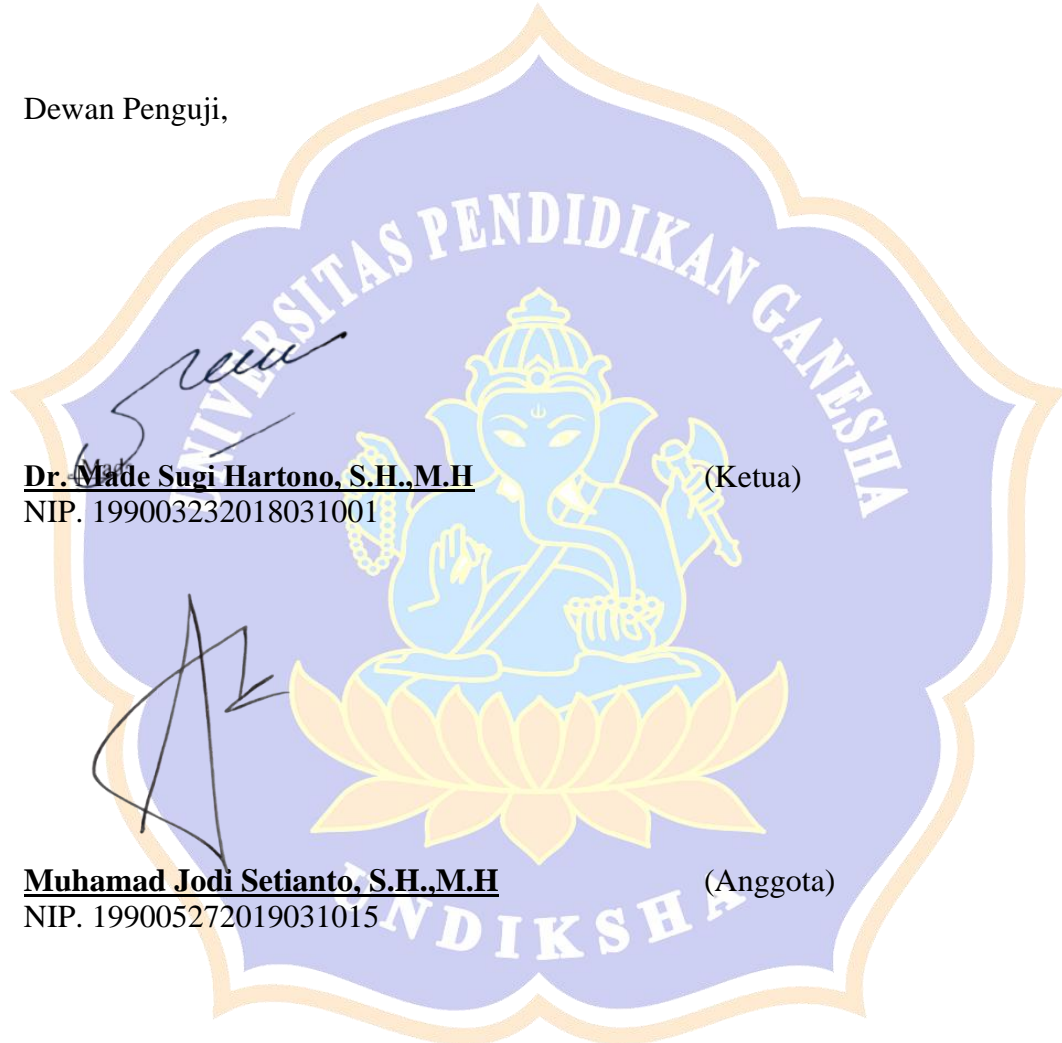 Dewan Penguji,
UNIVERSITAS PENDIDIKAN GANESHA
Dr. Made Sugi Hartono, S.H.,M.H (Ketua)
NIP. 199003232018031001
Muhamad Jodi Setianto, S.H.,M.H (Anggota)
NIP. 199005272019031015
UNDIKSHA